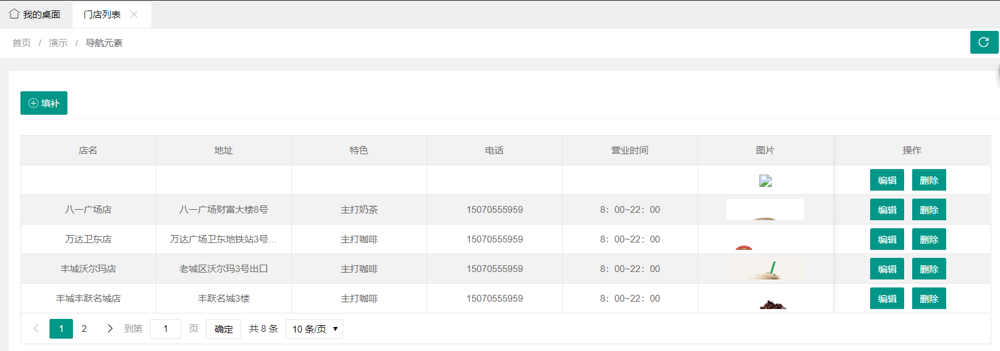 我的桌面 门店列表
首页 / 演示 / 导航元素
填补
店名 地址 特色 电话 营业时间 图片 操作
编辑 删除
八一广场店 八一广场财富大楼8号 主打奶茶 15070555959 8：00~22：00 编辑 删除
万达卫东店 万达广场卫东地铁站3号... 主打咖啡 15070555959 8：00~22：00 编辑 删除
丰城沃尔玛店 老城区沃尔玛3号出口 主打咖啡 15070555959 8：00~22：00 编辑 删除
丰城丰跃名城店 丰跃名城3楼 主打咖啡 15070555959 8：00~22：00 编辑 删除
1 2 到第 1 页 确定 共 8 条 10 条/页